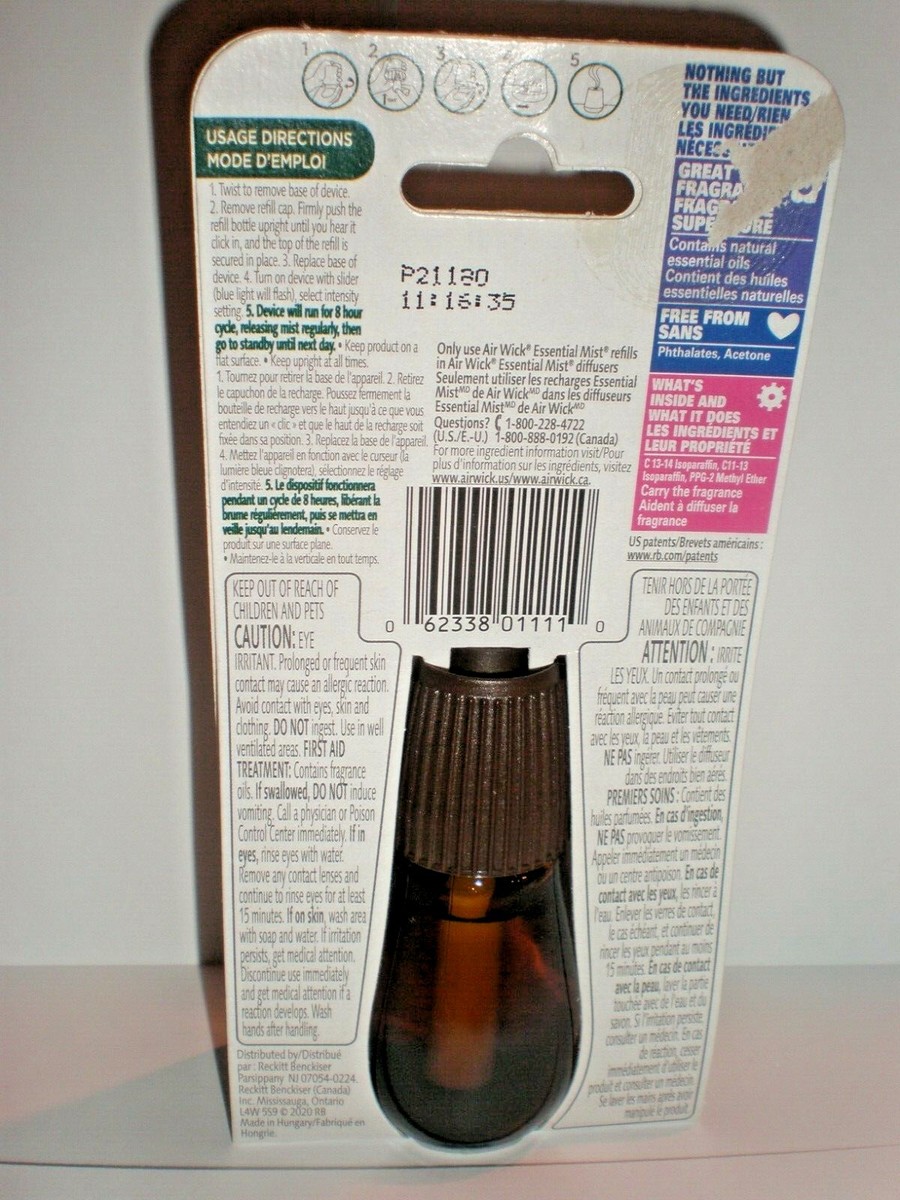 1 2 3 4 5
USAGE DIRECTIONS
MODE D'EMPLOI
1. Twist to remove base of device.
2. Remove refill cap. Firmly push the
refill bottle upright until you hear it
click in, and the top of the refill is
secured in place. 3. Replace base of
device. 4. Turn on device with slider
(blue light will flash), select intensity
setting. 5. Device will run for 8 hour
cycle, releasing mist regularly, then
go to standby until next day. • Keep product on a
flat surface. • Keep upright at all times.
1. Tournez pour retirer la base de l'appareil. 2. Retirez
le capuchon de la recharge. Poussez fermement la
bouteille de recharge vers le haut jusqu'à ce que vous
entendiez un « clic » et que le haut de la recharge soit
fixée dans sa position. 3. Replacez la base de l'appareil.
4. Mettez l'appareil en fonction avec le curseur (la
lumière bleue clignotera), sélectionnez le réglage
d'intensité. 5. Le dispositif fonctionnera
pendant un cycle de 8 heures, libérant la
brume régulièrement, puis se mettra en
veille jusqu'au lendemain. • Conservez le
produit sur une surface plane.
• Maintenez-le à la verticale en tout temps.
P21180
11:16:35
Only use Air Wick® Essential Mist® refills
in Air Wick® Essential Mist® diffusers
Seulement utiliser les recharges Essential
Mist MD de Air Wick MD dans les diffuseurs
Essential Mist MD de Air Wick MD
Questions? 1-800-228-4722
(U.S./E.-U.) 1-800-888-0192 (Canada)
For more ingredient information visit/Pour
plus d'information sur les ingrédients, visitez
www.airwick.us/www.airwick.ca.
0 62338 01111 0
NOTHING BUT
THE INGREDIENTS
YOU NEED/RIEN
LES
GREAT
Contains natural
essential oils
Contient des huiles
essentielles naturelles
FREE FROM
SANS
Phthalates, Acetone
WHAT'S
INSIDE AND
WHAT IT DOES
LES INGRÉDIENTS ET
LEUR PROPRIÉTÉ
C 13-14 Isoparaffin, C11-13
Isoparaffin, PPG-2 Methyl Ether
Carry the fragrance
Aident à diffuser la
fragrance
US patents/Brevets américains :
www.rb.com/patents
KEEP OUT OF REACH OF
CHILDREN AND PETS
CAUTION: EYE
IRRITANT. Prolonged or frequent skin
contact may cause an allergic reaction.
Avoid contact with eyes, skin and
clothing. DO NOT ingest. Use in well
ventilated areas. FIRST AID
TREATMENT: Contains fragrance
oils. If swallowed, DO NOT induce
vomiting. Call a physician or Poison
Control Center immediately. If in
eyes, rinse eyes with water.
Remove any contact lenses and
continue to rinse eyes for at least
15 minutes. If on skin, wash area
with soap and water. If irritation
persists, get medical attention.
Discontinue use immediately
and get medical attention if a
reaction develops. Wash
hands after handling.
Distributed by/Distribué
par : Reckitt Benckiser
Parsippany NJ 07054-0224.
Reckitt Benckiser (Canada)
Inc. Mississauga, Ontario
L4W 5S9 © 2020 RB
Made in Hungary/Fabriqué en
Hongrie.
TENIR HORS DE LA PORTÉE
DES ENFANTS ET DES
ANIMAUX DE COMPAGNIE
ATTENTION : IRRITE
LES YEUX. Un contact prolongé ou
fréquent avec la peau peut causer une
réaction allergique. Éviter tout contact
avec les yeux, la peau et les vêtements.
NE PAS ingérer. Utiliser le diffuseur
dans des endroits bien aérés.
PREMIERS SOINS : Contient des
huiles parfumées. En cas d'ingestion,
NE PAS provoquer le vomissement.
Appeler immédiatement un médecin
ou un centre antipoison. En cas de
contact avec les yeux, les rincer à
l'eau. Enlever les verres de contact,
le cas échéant, et continuer de
rincer les yeux pendant au moins
15 minutes. En cas de contact
avec la peau, laver la partie
touchée avec de l'eau et du
savon. Si l'irritation persiste,
consulter un médecin. En cas
de réaction, cesser
immédiatement d'utiliser le
produit et consulter un médecin.
Se laver les mains après avoir
manipulé le produit.